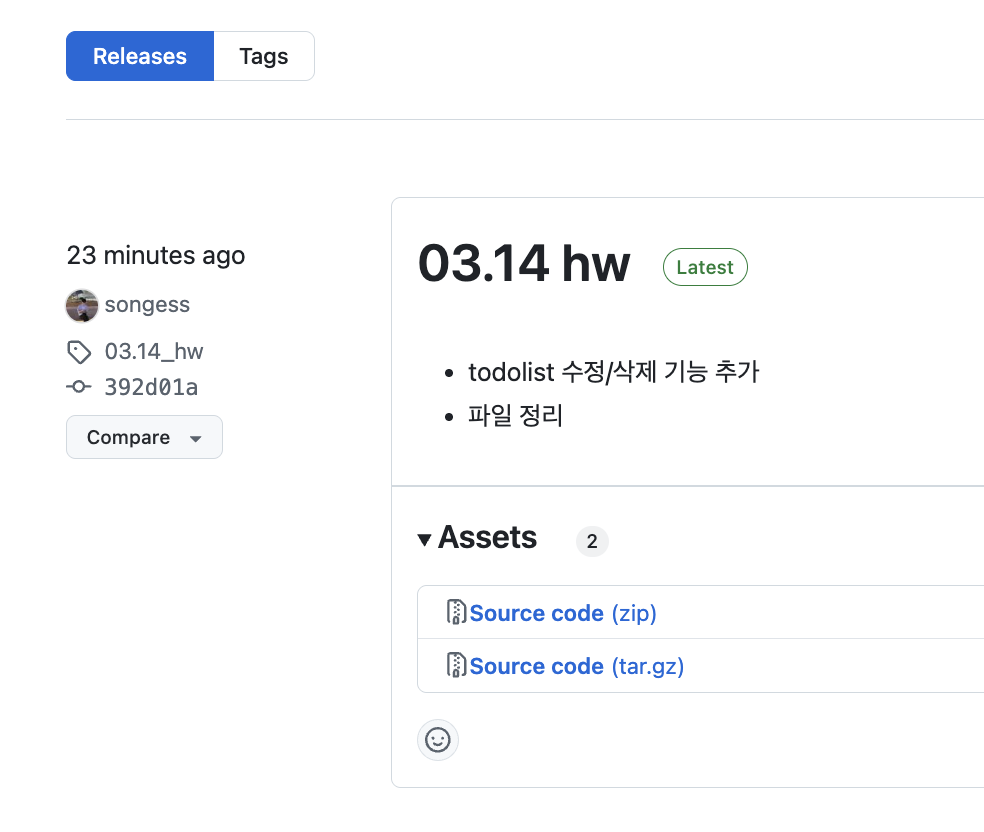 Releases
Tags
23 minutes ago
songess
03.14_hw
392d01a
Compare
03.14 hw
Latest
todolist 수정/삭제 기능 추가
파일 정리
Assets
2
Source code (zip)
Source code (tar.gz)